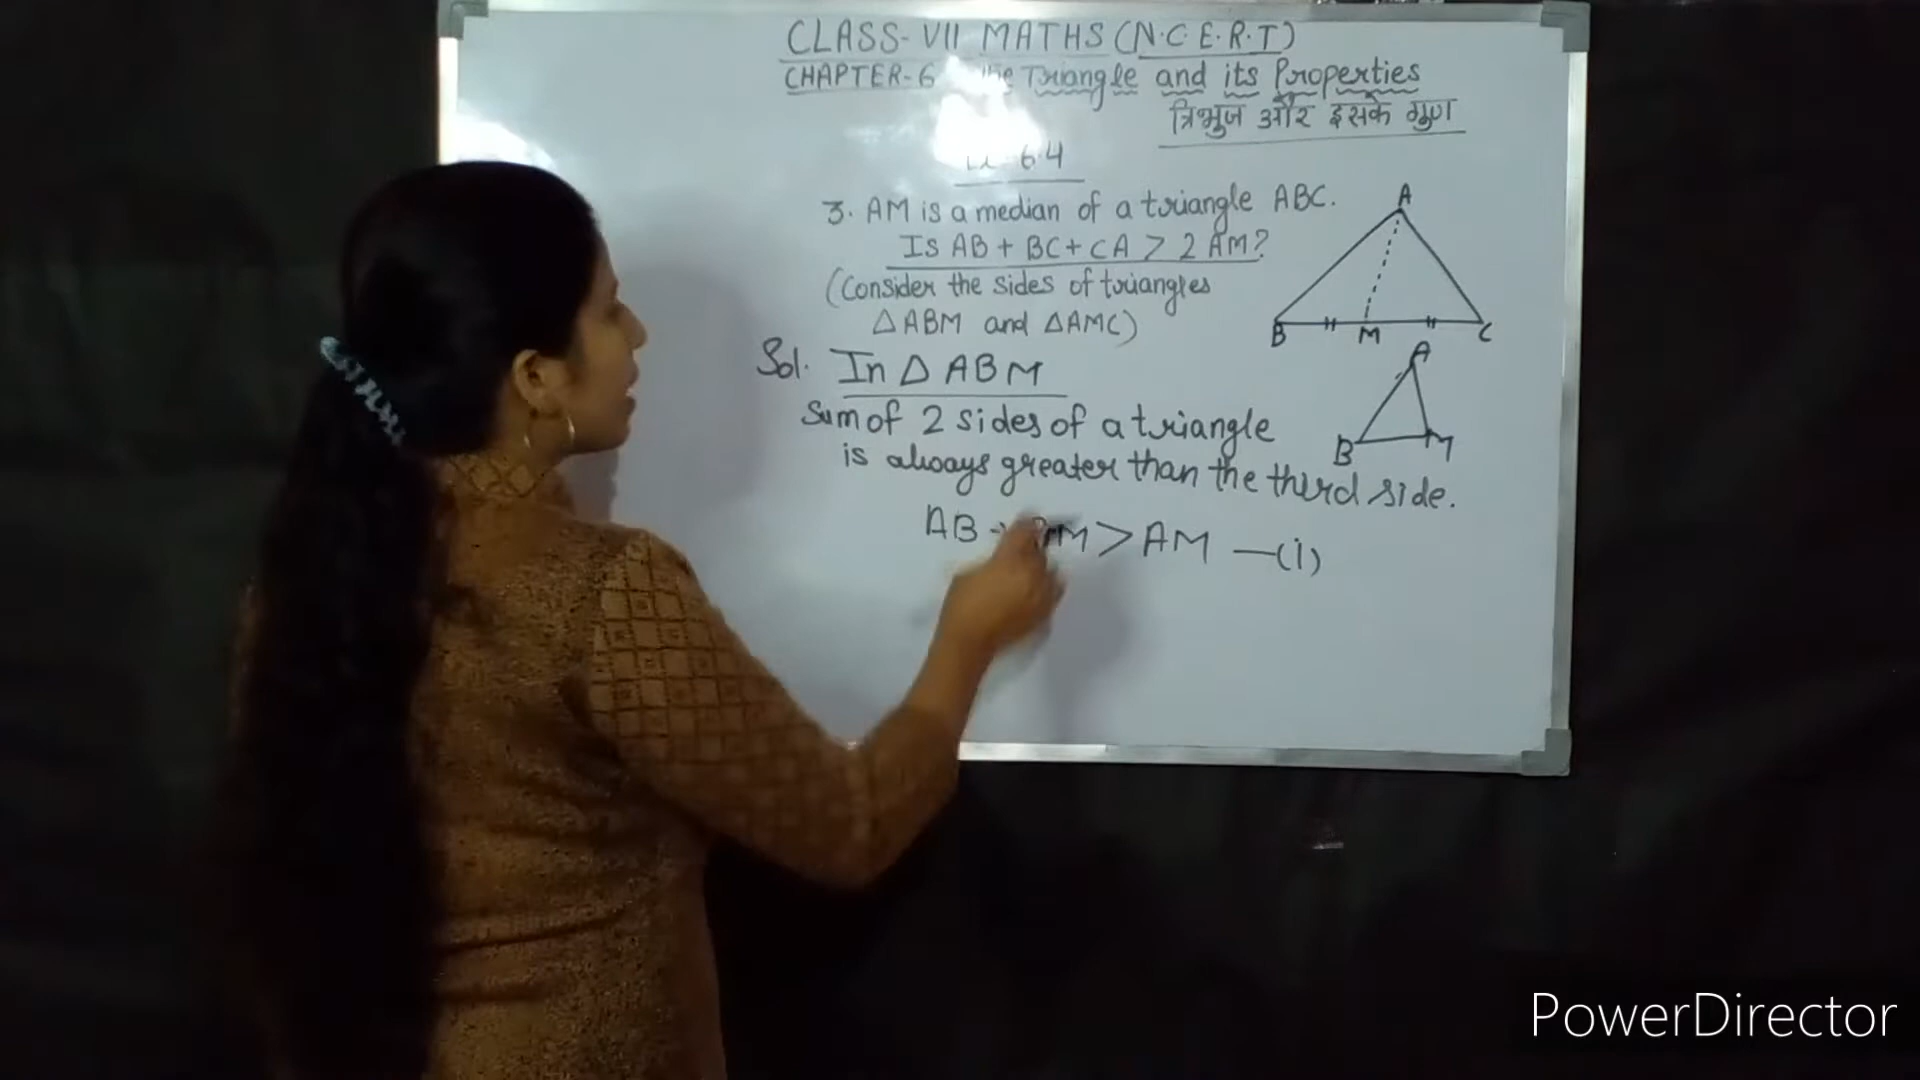 CLASS-VII MATHS (N.C.E.R.T)
CHAPTER-6 The Triangle and its Properties
त्रिभुज और इसके गुण
6.4
3. AM is a median of a triangle ABC.
Is AB + BC + CA > 2 AM?
(Consider the sides of triangles
△ABM and △AMC)
A
B M C
Sol. In △ ABM
A
B M
Sum of 2 sides of a triangle
is always greater than the third side.
AB + BM > AM —(i)
PowerDirector